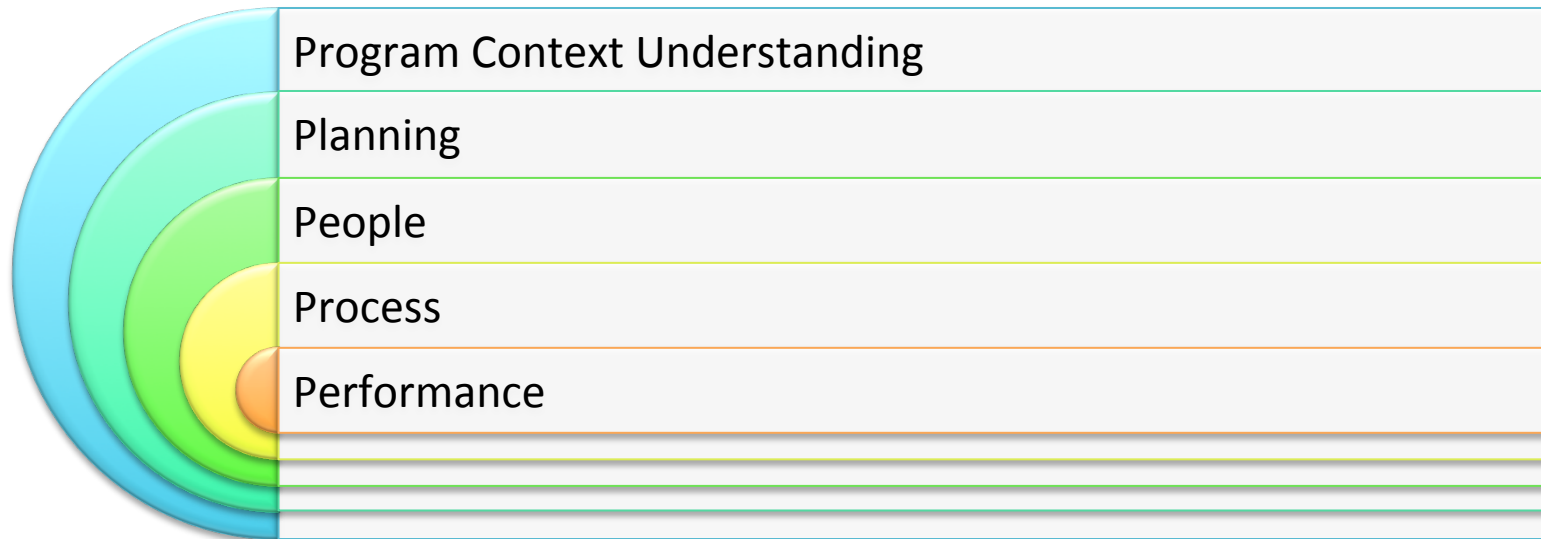 Program Context Understanding
Planning
People
Process
Performance